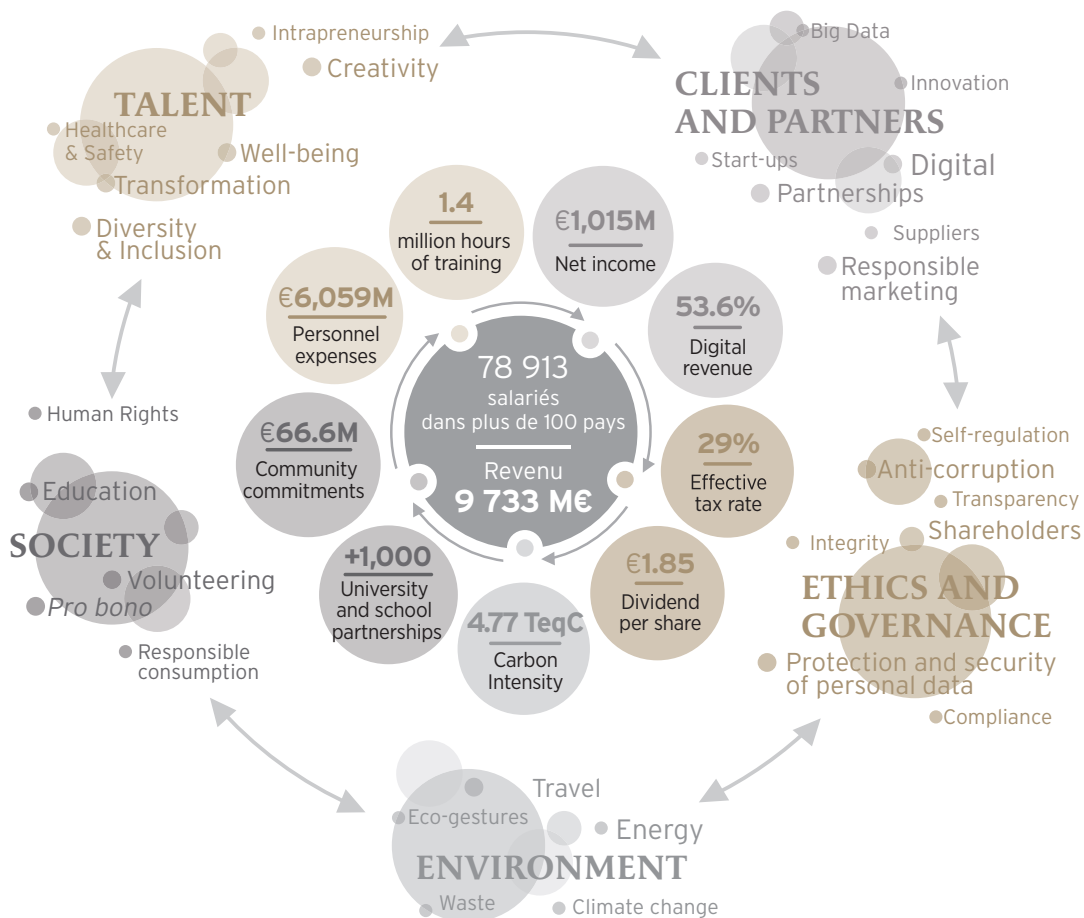 Intrapreneurship
Creativity
TALENT
Healthcare
& Safety
Well-being
Transformation
Diversity
& Inclusion
Big Data
CLIENTS
AND PARTNERS
Innovation
Start-ups
Digital
Partnerships
Suppliers
Responsible
marketing
1.4
million hours
of training
€1,015M
Net income
€6,059M
Personnel
expenses
53.6%
Digital
revenue
78 913
salariés
dans plus de 100 pays
Revenu
9 733 M€
€66.6M
Community
commitments
29%
Effective
tax rate
+1,000
University
and school
partnerships
4.77 TeqC
Carbon
Intensity
€1.85
Dividend
per share
Human Rights
Education
SOCIETY
Volunteering
Pro bono
Responsible
consumption
Self-regulation
Anti-corruption
Transparency
Shareholders
Integrity
ETHICS AND
GOVERNANCE
Protection and security
of personal data
Compliance
Travel
Eco-gestures
Energy
ENVIRONMENT
Waste
Climate change